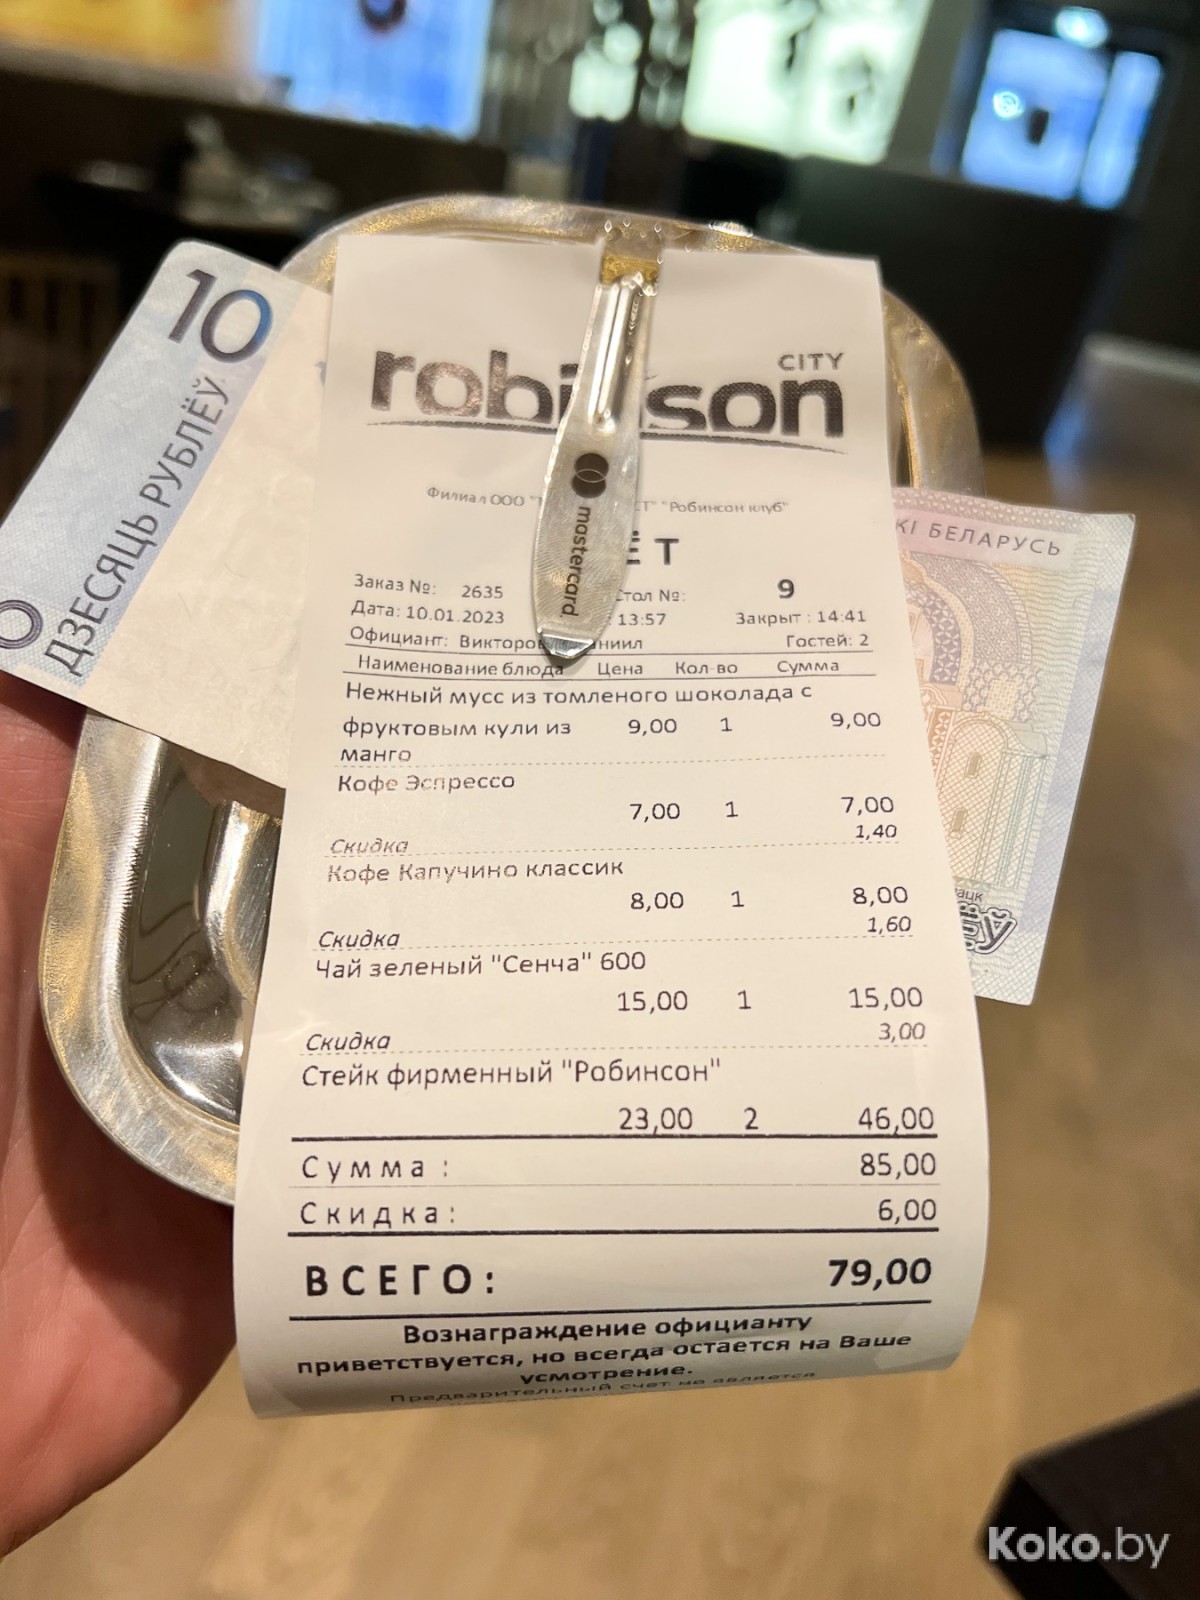 10
ДЗЕСЯЦЬ РУБЛЁЎ
CITY
robinson
Филиал ООО "Робинсон клуб"
Заказ №: 2635 Стол №: 9
Дата: 10.01.2023 13:57 Закрыт : 14:41
Официант: Гостей: 2
Наименование блюда Цена Кол-во Сумма
Нежный мусс из томленого шоколада с
фруктовым кули из 9,00 1 9,00
манго
Кофе Эспрессо
7,00 1 7,00
Скидка 1,40
Кофе Капучино классик
8,00 1 8,00
Скидка 1,60
Чай зеленый "Сенча" 600
15,00 1 15,00
Скидка 3,00
Стейк фирменный "Робинсон"
23,00 2 46,00
Сумма : 85,00
Скидка: 6,00
ВСЕГО: 79,00
Вознаграждение официанту
приветствуется, но всегда остается на Ваше
усмотрение.
Предварительный счет не является
mastercard.
БЕЛАРУСЬ
Koko.by